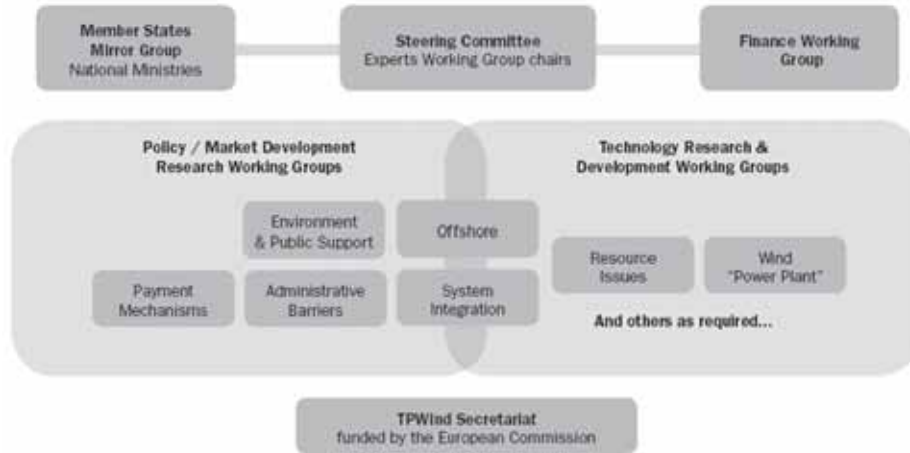 Member States
Mirror Group
National Ministries
Steering Committee
Experts Working Group chairs
Finance Working
Group
Policy / Market Development
Research Working Groups
Technology Research &
Development Working Groups
Environment
& Public Support
Offshore
Resource
Issues
Wind
"Power Plant"
Payment
Mechanisms
Administrative
Barriers
System
Integration
And others as required...
TPWind Secretariat
funded by the European Commission